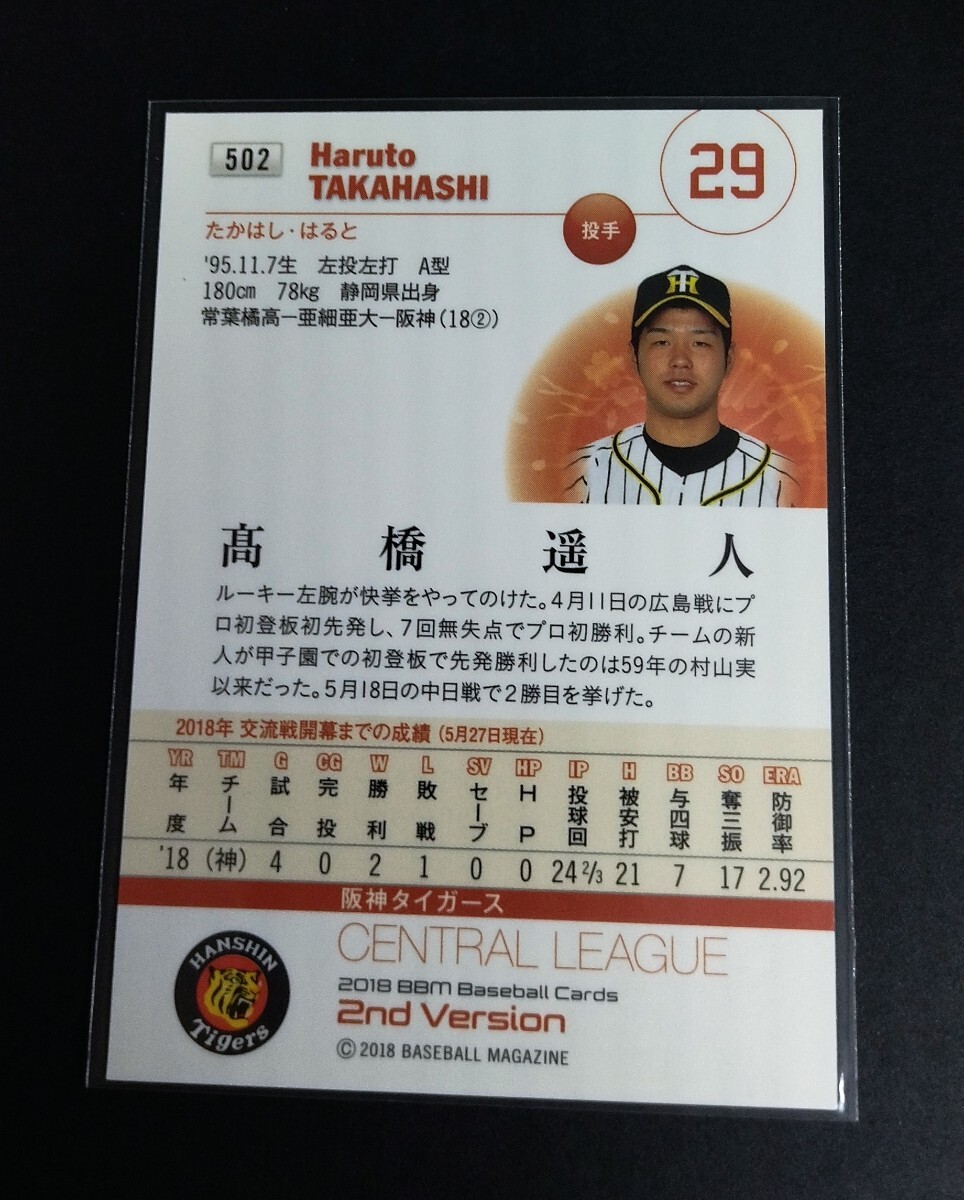 502
Haruto
TAKAHASHI
29
たかはし・はると
投手
'95.11.7生　左投左打　A型
180cm　78kg　静岡県出身
常葉橘高ー亜細亜大ー阪神(18②)
TH
髙橋遥人
ルーキー左腕が快挙をやってのけた。4月11日の広島戦にプ
ロ初登板初先発し、7回無失点でプロ初勝利。チームの新
人が甲子園での初登板で先発勝利したのは59年の村山実
以来だった。5月18日の中日戦で2勝目を挙げた。
2018年 交流戦開幕までの成績 (5月27日現在)
YR TM G CG W L SV HP IP H BB SO ERA
年度 チーム 試合 完投 勝利 敗戦 セーブ HP 投球回 被安打 与四球 奪三振 防御率
'18 (神) 4 0 2 1 0 0 24 2/3 21 7 17 2.92
阪神タイガース
HANSHIN
Tigers
CENTRAL LEAGUE
2018 BBM Baseball Cards
2nd Version
©2018 BASEBALL MAGAZINE